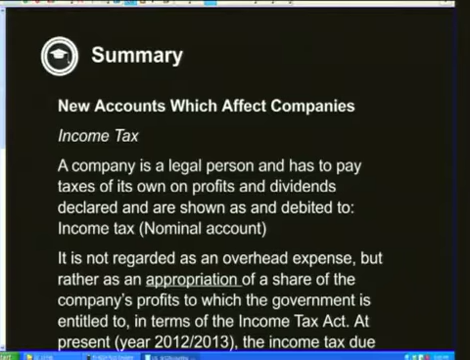 Summary
New Accounts Which Affect Companies
Income Tax
A company is a legal person and has to pay
taxes of its own on profits and dividends
declared and are shown as and debited to:
Income tax (Nominal account)
It is not regarded as an overhead expense, but
rather as an appropriation of a share of the
company's profits to which the government is
entitled to, in terms of the Income Tax Act. At
present (year 2012/2013), the income tax due